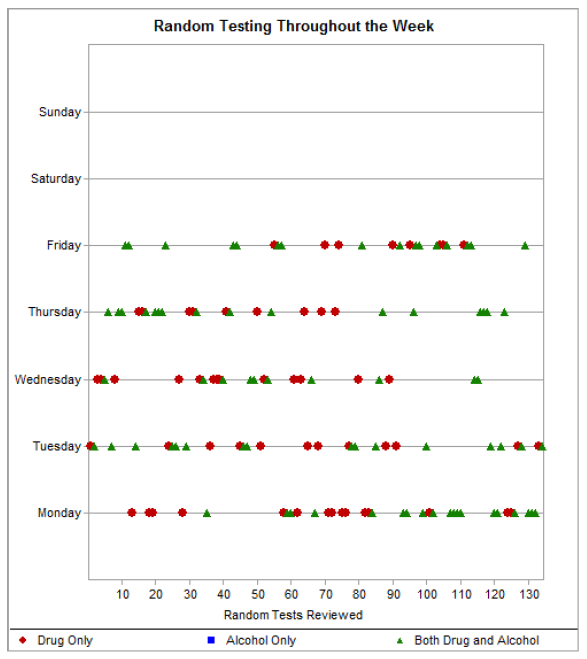 Random Testing Throughout the Week
Sunday
Saturday
Friday
Thursday
Wednesday
Tuesday
Monday
10 20 30 40 50 60 70 80 90 100 110 120 130
Random Tests Reviewed
Drug Only Alcohol Only Both Drug and Alcohol